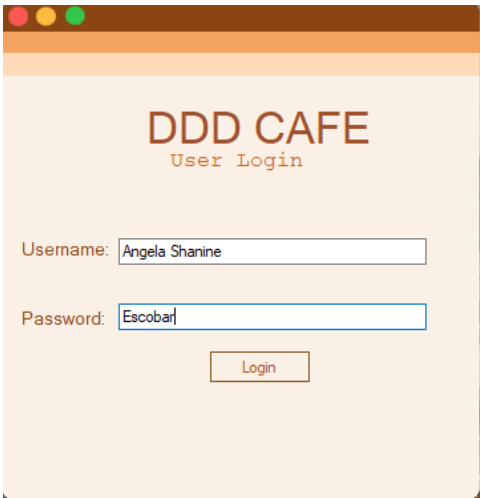 DDD CAFE
User Login
Username: Angela Shanine
Password: Escobar
Login